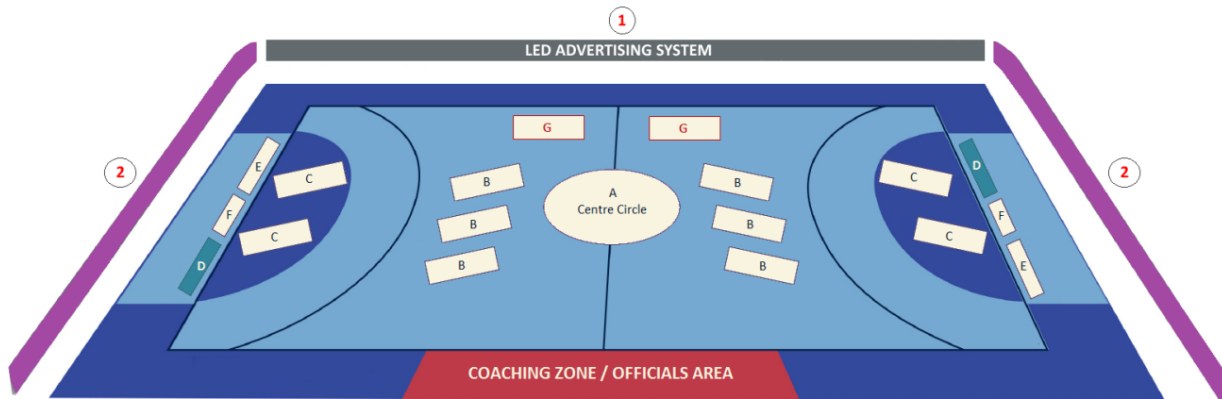 1
LED ADVERTISING SYSTEM
2
2
G
G
E
C
B
A
Centre Circle
B
C
D
F
C
B
B
C
F
D
B
B
E
COACHING ZONE / OFFICIALS AREA